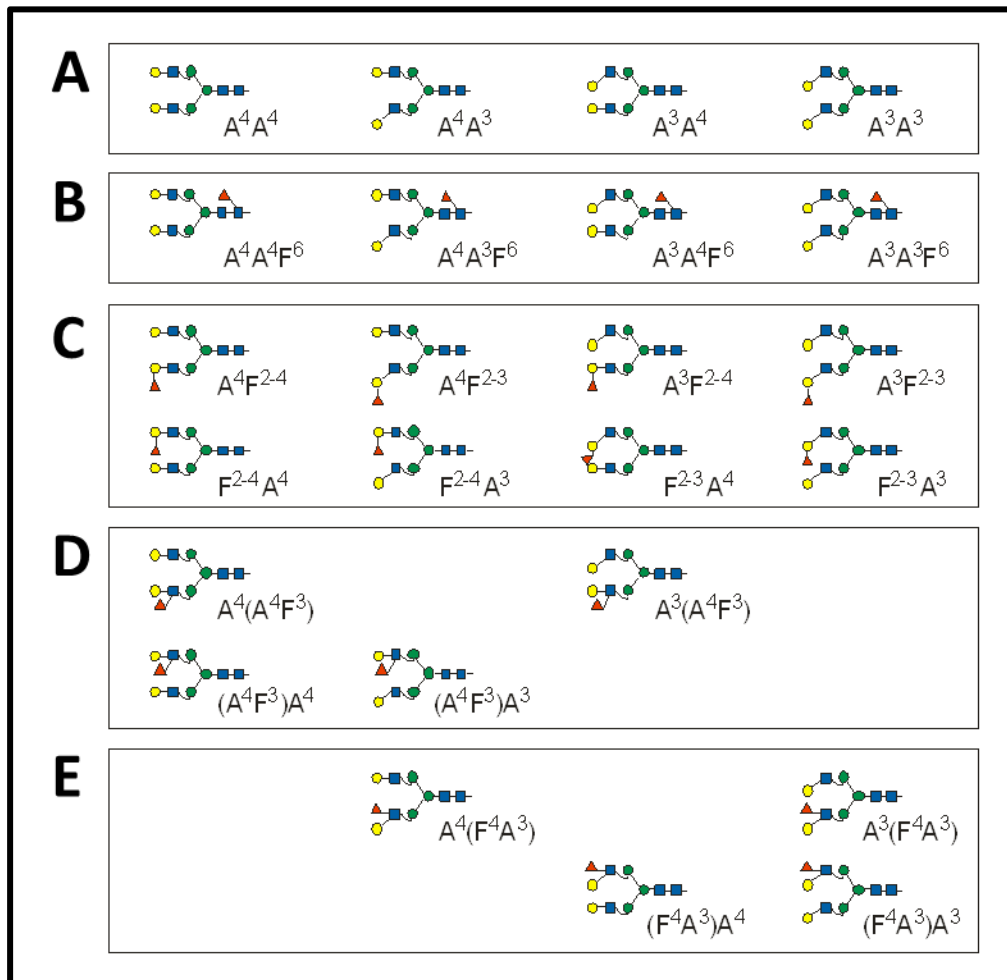 A
A⁴A⁴ A⁴A³ A³A⁴ A³A³
B
A⁴A⁴F⁶ A⁴A³F⁶ A³A⁴F⁶ A³A³F⁶
C
A⁴F²⁻⁴ A⁴F²⁻³ A³F²⁻⁴ A³F²⁻³
F²⁻⁴A⁴ F²⁻⁴A³ F²⁻³A⁴ F²⁻³A³
D
A⁴(A⁴F³) A³(A⁴F³)
(A⁴F³)A⁴ (A⁴F³)A³
E
A⁴(F⁴A³) A³(F⁴A³)
(F⁴A³)A⁴ (F⁴A³)A³